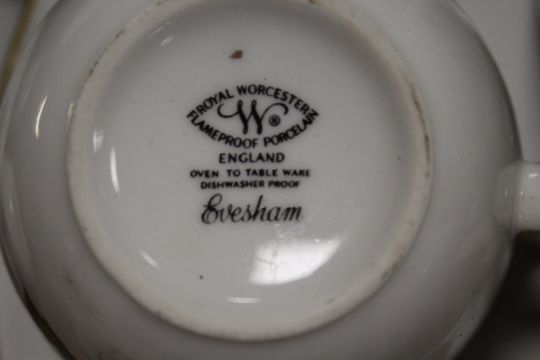 ROYAL WORCESTER
W®
FLAMEPROOF PORCELAIN
ENGLAND
OVEN TO TABLE WARE
DISHWASHER PROOF
Evesham